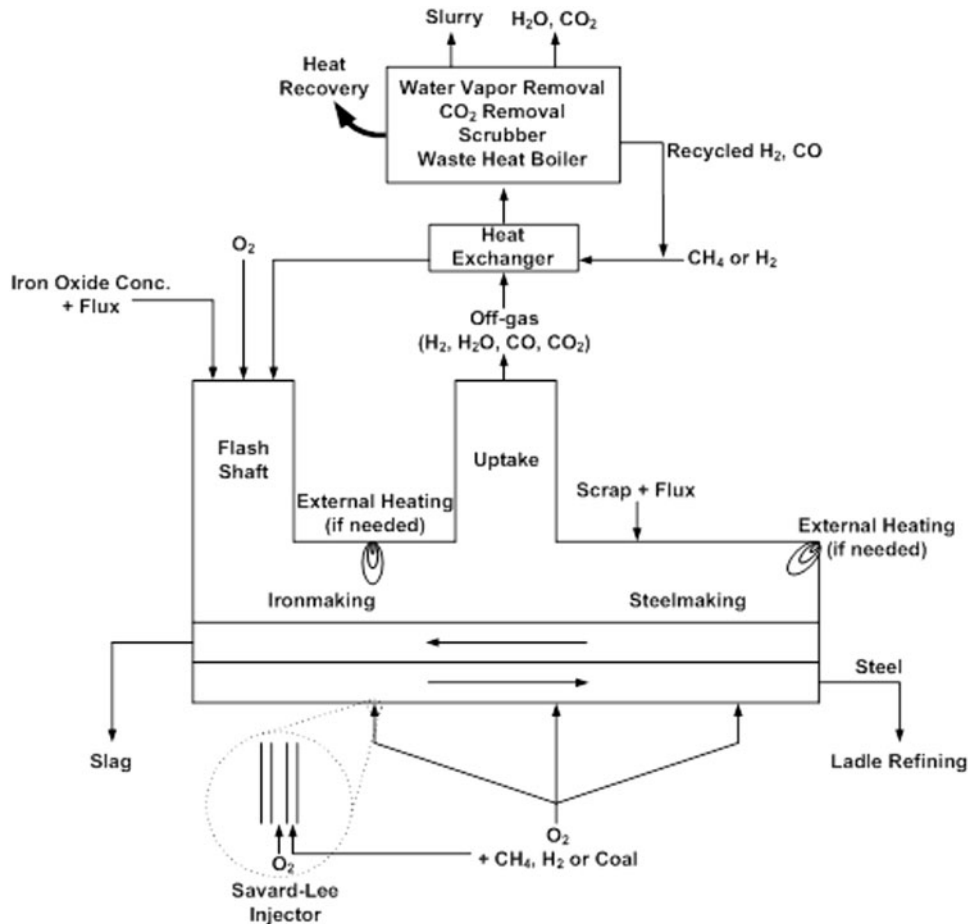 Slurry
H₂O, CO₂
Heat
Recovery
Water Vapor Removal
CO₂ Removal
Scrubber
Waste Heat Boiler
Recycled H₂, CO
O₂
Heat
Exchanger
CH₄ or H₂
Iron Oxide Conc.
+ Flux
Off-gas
(H₂, H₂O, CO, CO₂)
Flash
Shaft
Uptake
External Heating
(if needed)
Scrap + Flux
External Heating
(if needed)
Ironmaking
Steelmaking
Steel
Slag
Ladle Refining
O₂
+ CH₄, H₂ or Coal
O₂
Savard-Lee
Injector